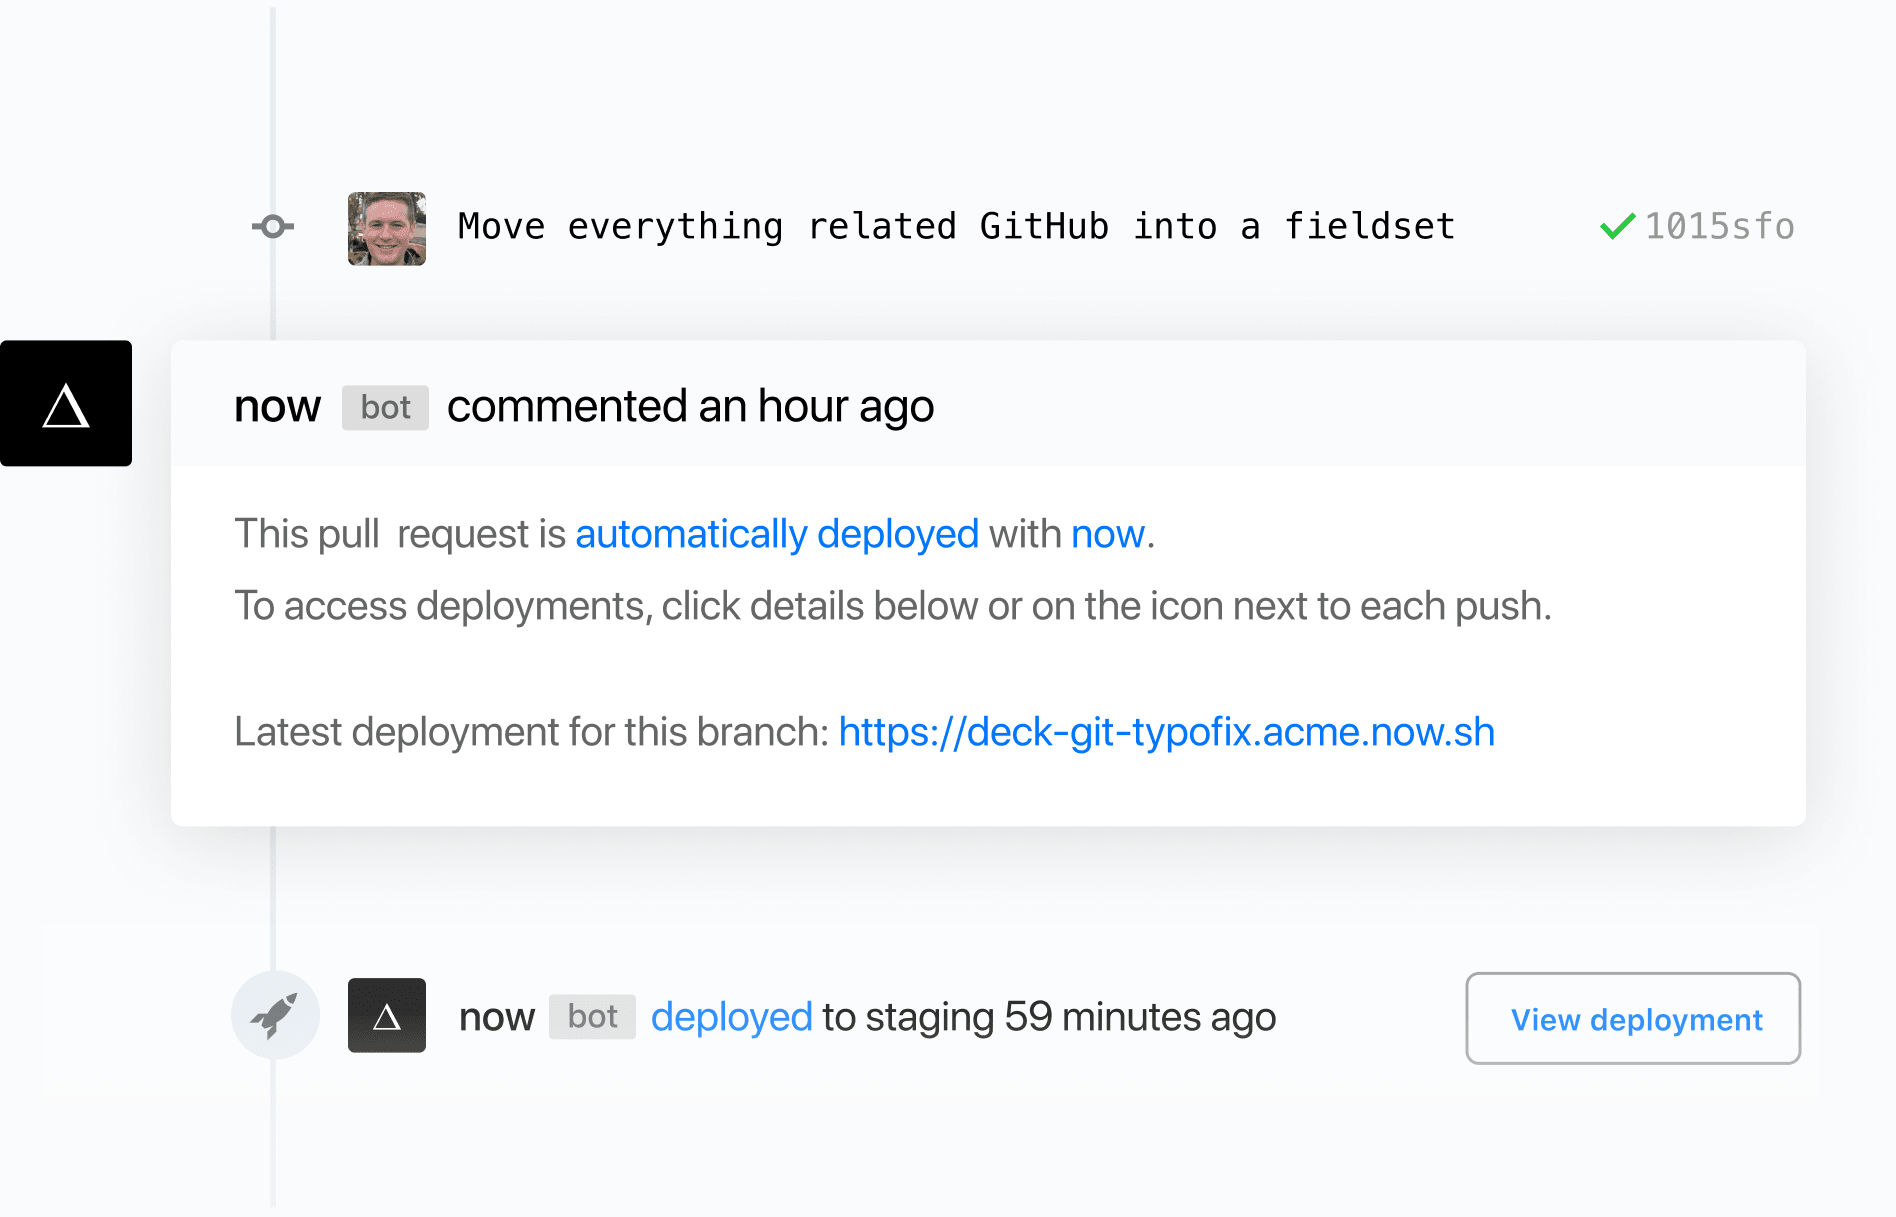 Move everything related GitHub into a fieldset 1015sfo
now bot commented an hour ago
This pull request is automatically deployed with now.
To access deployments, click details below or on the icon next to each push.
Latest deployment for this branch: https://deck-git-typofix.acme.now.sh
now bot deployed to staging 59 minutes ago View deployment